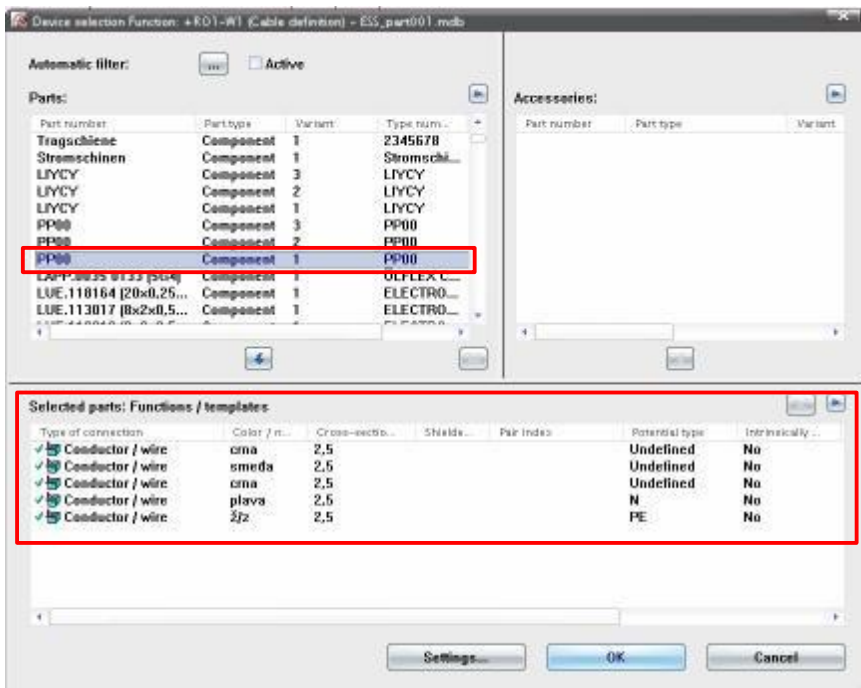 Device selection Function: +RO1-W1 (Cable definition) - ESS_part001.mdb
Automatic filter: ... Active
Parts:
Accessories:
Part number Part type Variant Type num...
Part number Part type Variant
Tragschiene Component 1 2345678
Stromschinen Component 1 Stromschi...
LIYCY Component 3 LIYCY
LIYCY Component 2 LIYCY
LIYCY Component 1 LIYCY
PP00 Component 3 PP00
PP00 Component 2 PP00
PP00 Component 1 PP00
LAPP.0035 0133 (5G4) Component 1 ÖLFLEX C...
LUE.118164 (20x0,25... Component 1 ELECTRO...
LUE.113017 (8x2x0,5... Component 1 ELECTRO...
Selected parts: Functions / templates
Type of connection Color / n... Cross-sectio... Shielde... Pair index Potential type Intrinsically ...
Conductor / wire crna 2,5 Undefined No
Conductor / wire smeđa 2,5 Undefined No
Conductor / wire crna 2,5 Undefined No
Conductor / wire plava 2,5 N No
Conductor / wire ž/z 2,5 PE No
Settings... OK Cancel